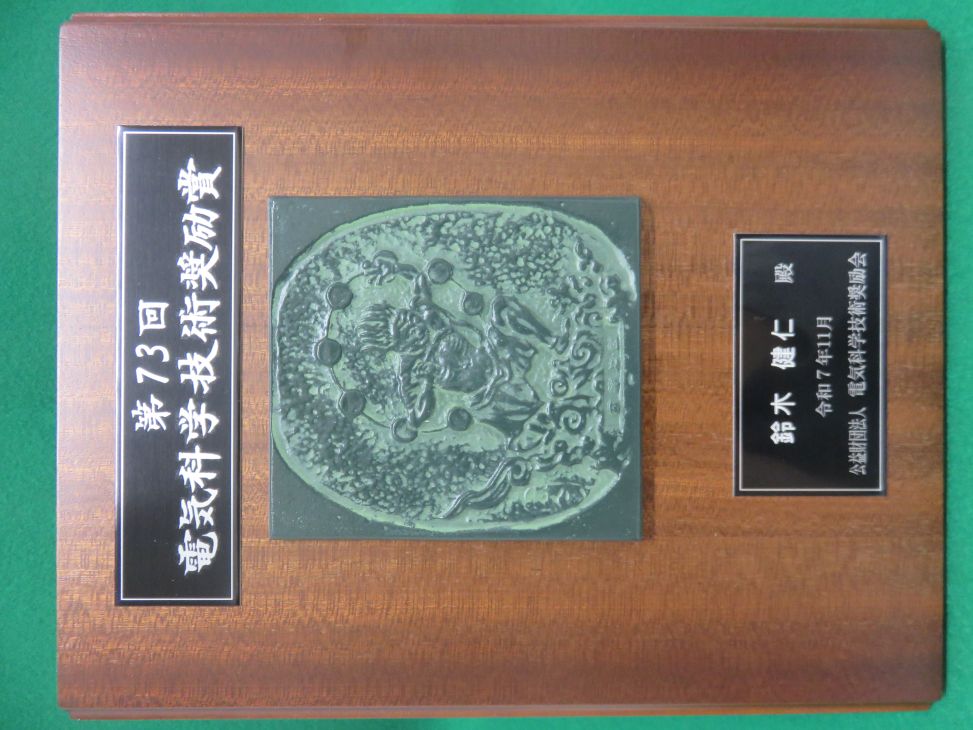 第73回
電気科学技術奨励賞
鈴木 健仁 殿
令和7年11月
公益財団法人 電気科学技術奨励会